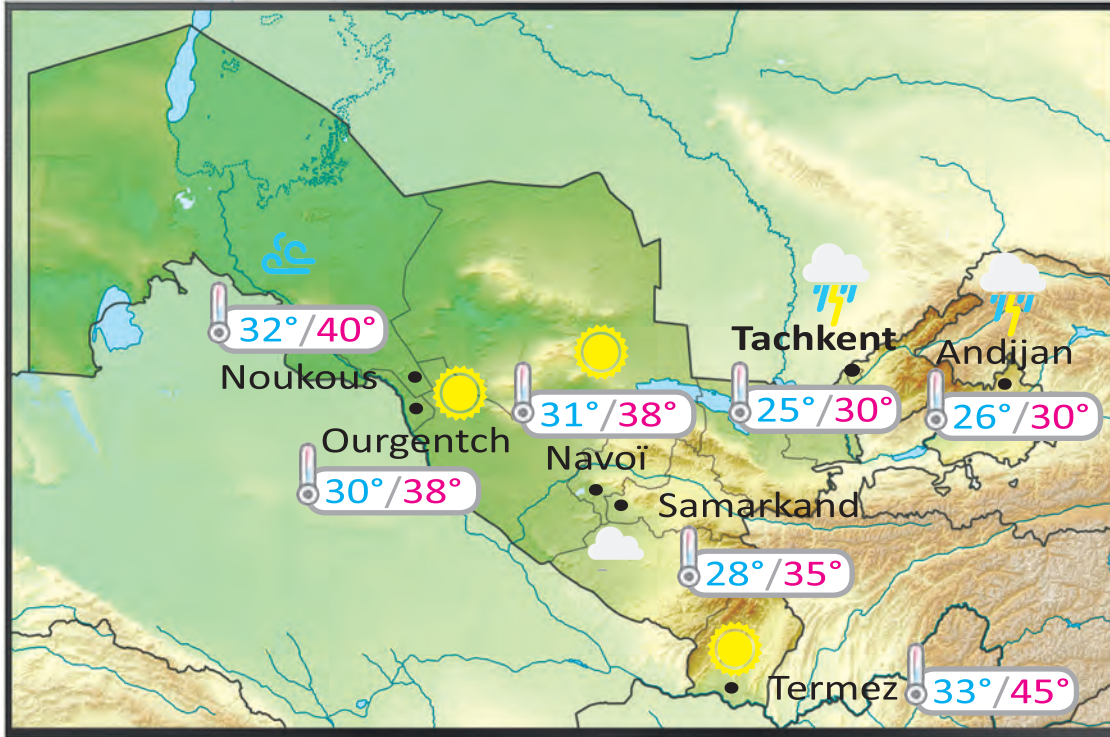 32°/40°
Noukous
Ourgentch
30°/38°
31°/38°
Navoï
Tachkent
25°/30°
Andijan
26°/30°
Samarkand
28°/35°
Termez
33°/45°